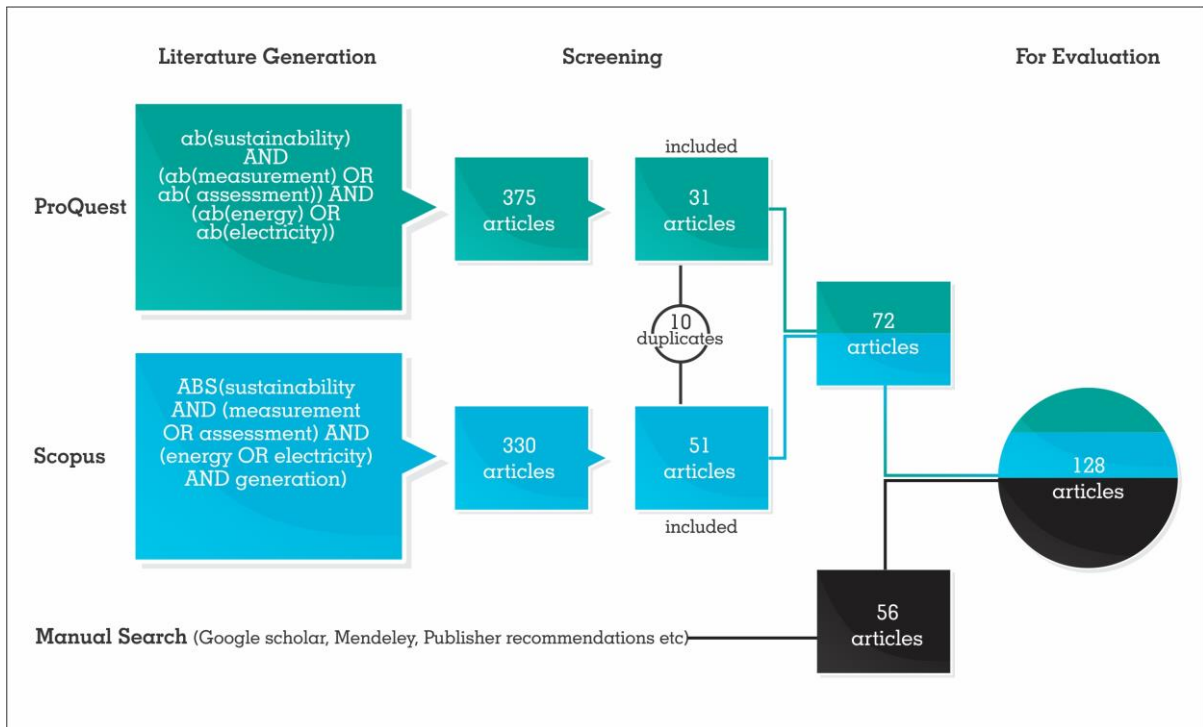 Literature Generation
Screening
For Evaluation
ProQuest
ab(sustainability)
AND
(ab(measurement) OR
ab( assessment)) AND
(ab(energy) OR
ab(electricity))
375
articles
included
31
articles
10
duplicates
72
articles
Scopus
ABS(sustainability
AND (measurement
OR assessment) AND
(energy OR electricity)
AND generation)
330
articles
51
articles
included
128
articles
Manual Search (Google scholar, Mendeley, Publisher recommendations etc)
56
articles